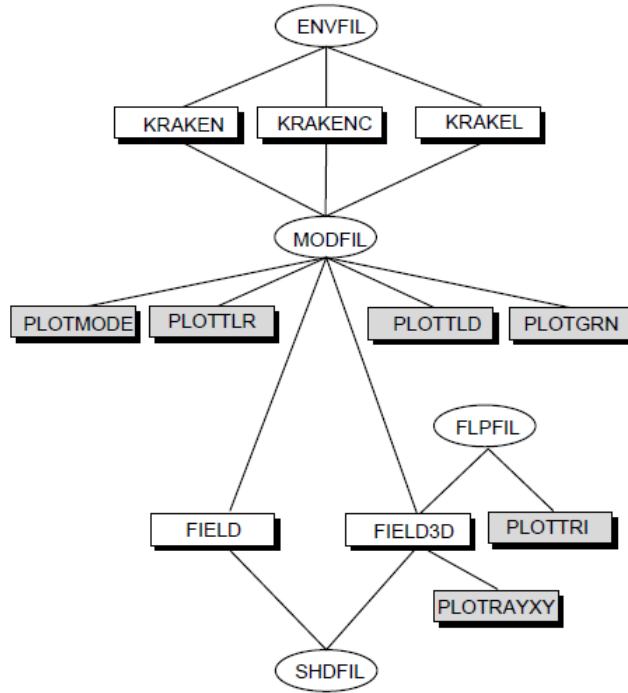 ENVFIL
KRAKEN
KRAKENC
KRAKEL
MODFIL
PLOTMODE
PLOTTLR
PLOTTLD
PLOTGRN
FLPFIL
FIELD
FIELD3D
PLOTTRI
PLOTRAYXY
SHDFIL